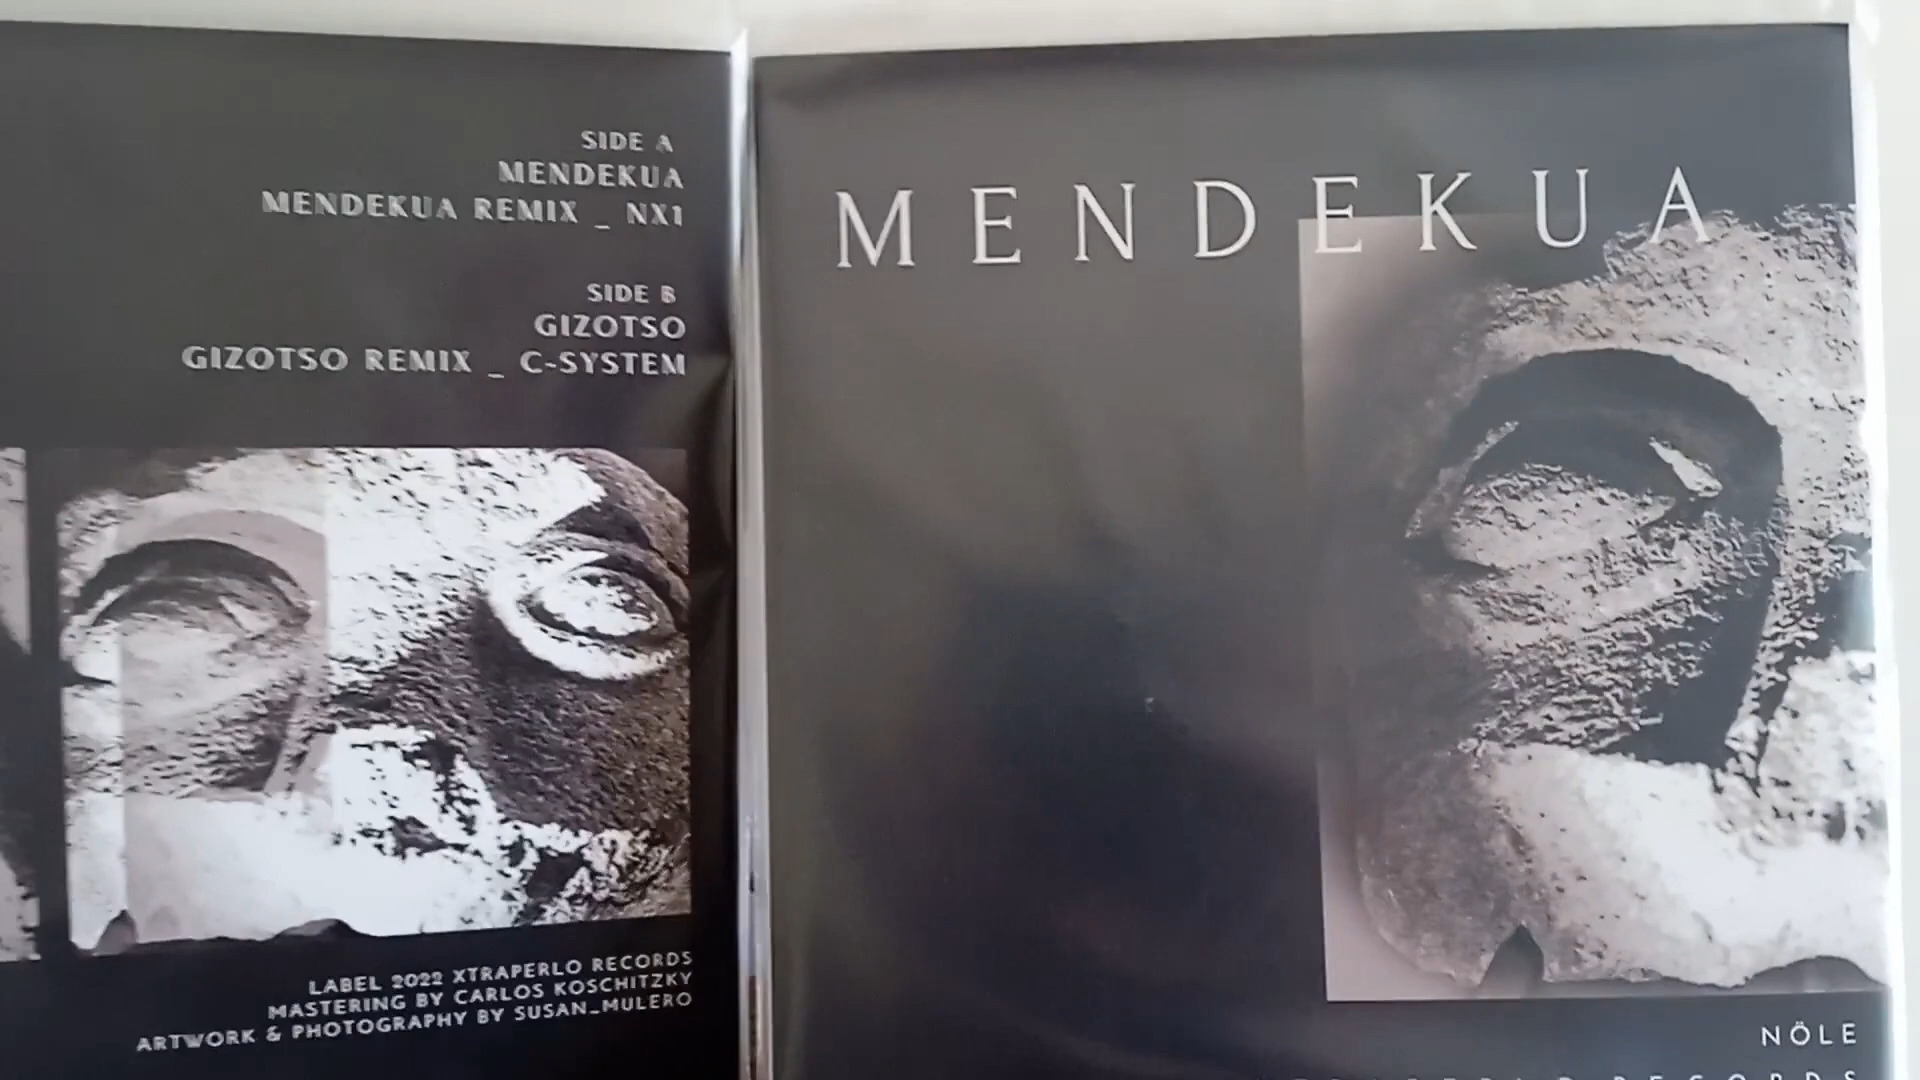 SIDE A
MENDEKUA
MENDEKUA REMIX _ NX1
SIDE B
GIZOTSO
GIZOTSO REMIX _ C-SYSTEM
LABEL 2022 XTRAPERLO RECORDS
MASTERING BY CARLOS KOSCHITZKY
ARTWORK & PHOTOGRAPHY BY SUSAN_MULERO
MENDEKUA
NÖLE